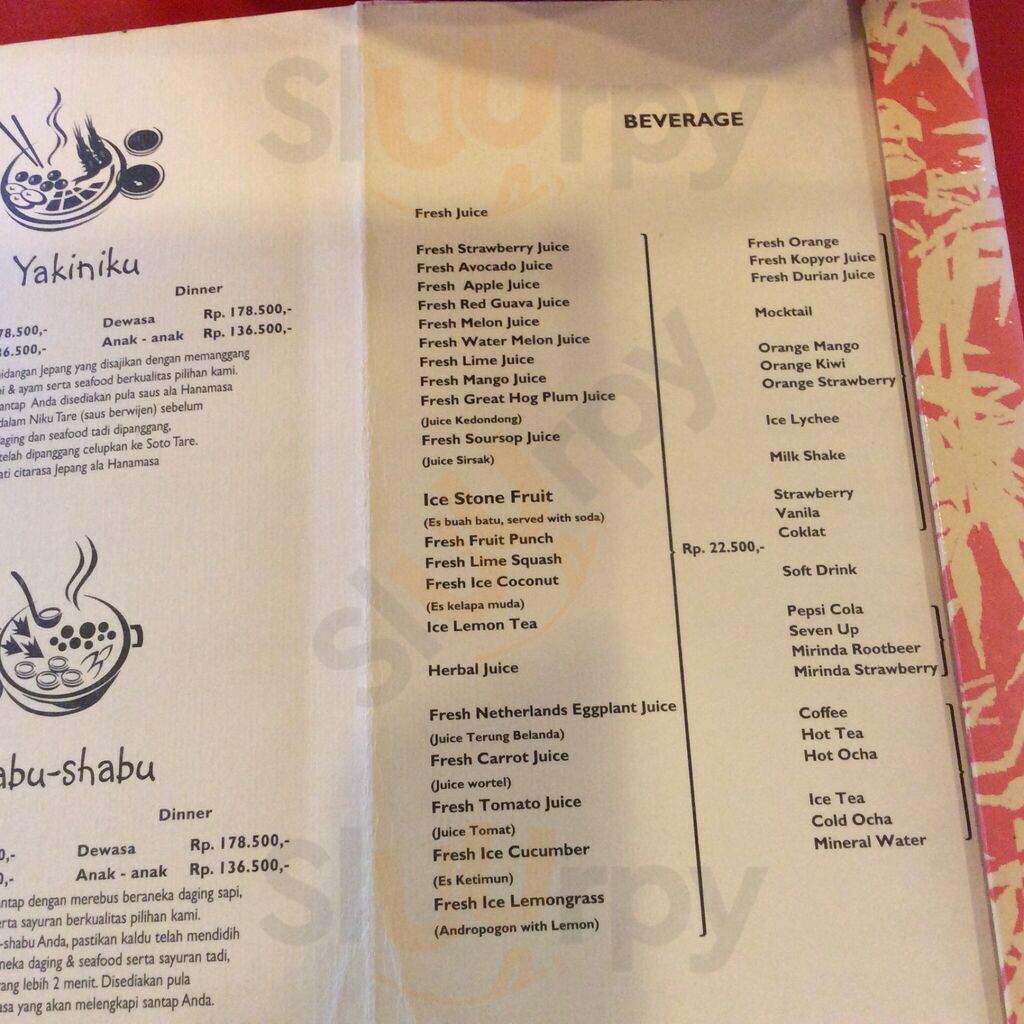 Yakiniku
Dinner
78.500,- Dewasa Rp. 178.500,-
36.500,- Anak - anak Rp. 136.500,-
idangan Jepang yang disajikan dengan memanggang
i & ayam serta seafood berkualitas pilihan kami.
antap Anda disediakan pula saus ala Hanamasa
dalam Niku Tare (saus berwijen) sebelum
aging dan seafood tadi dipanggang,
telah dipanggang celupkan ke Soto Tare.
ati citarasa Jepang ala Hanamasa
abu-shabu
Dinner
0,- Dewasa Rp. 178.500,-
0,- Anak - anak Rp. 136.500,-
antap dengan merebus beraneka daging sapi,
erta sayuran berkualitas pilihan kami.
-shabu Anda, pastikan kaldu telah mendidih
neka daging & seafood serta sayuran tadi,
rang lebih 2 menit. Disediakan pula
asa yang akan melengkapi santap Anda.
BEVERAGE
Fresh Juice
Fresh Strawberry Juice
Fresh Avocado Juice
Fresh Apple Juice
Fresh Red Guava Juice
Fresh Melon Juice
Fresh Water Melon Juice
Fresh Lime Juice
Fresh Mango Juice
Fresh Great Hog Plum Juice
(Juice Kedondong)
Fresh Soursop Juice
(Juice Sirsak)
Ice Stone Fruit
(Es buah batu, served with soda)
Fresh Fruit Punch
Fresh Lime Squash
Fresh Ice Coconut
(Es kelapa muda)
Ice Lemon Tea
Herbal Juice
Fresh Netherlands Eggplant Juice
(Juice Terung Belanda)
Fresh Carrot Juice
(Juice wortel)
Fresh Tomato Juice
(Juice Tomat)
Fresh Ice Cucumber
(Es Ketimun)
Fresh Ice Lemongrass
(Andropogon with Lemon)
Rp. 22.500,-
Fresh Orange
Fresh Kopyor Juice
Fresh Durian Juice
Mocktail
Orange Mango
Orange Kiwi
Orange Strawberry
Ice Lychee
Milk Shake
Strawberry
Vanila
Coklat
Soft Drink
Pepsi Cola
Seven Up
Mirinda Rootbeer
Mirinda Strawberry
Coffee
Hot Tea
Hot Ocha
Ice Tea
Cold Ocha
Mineral Water
sluurpy
sluurpy
sluurpy